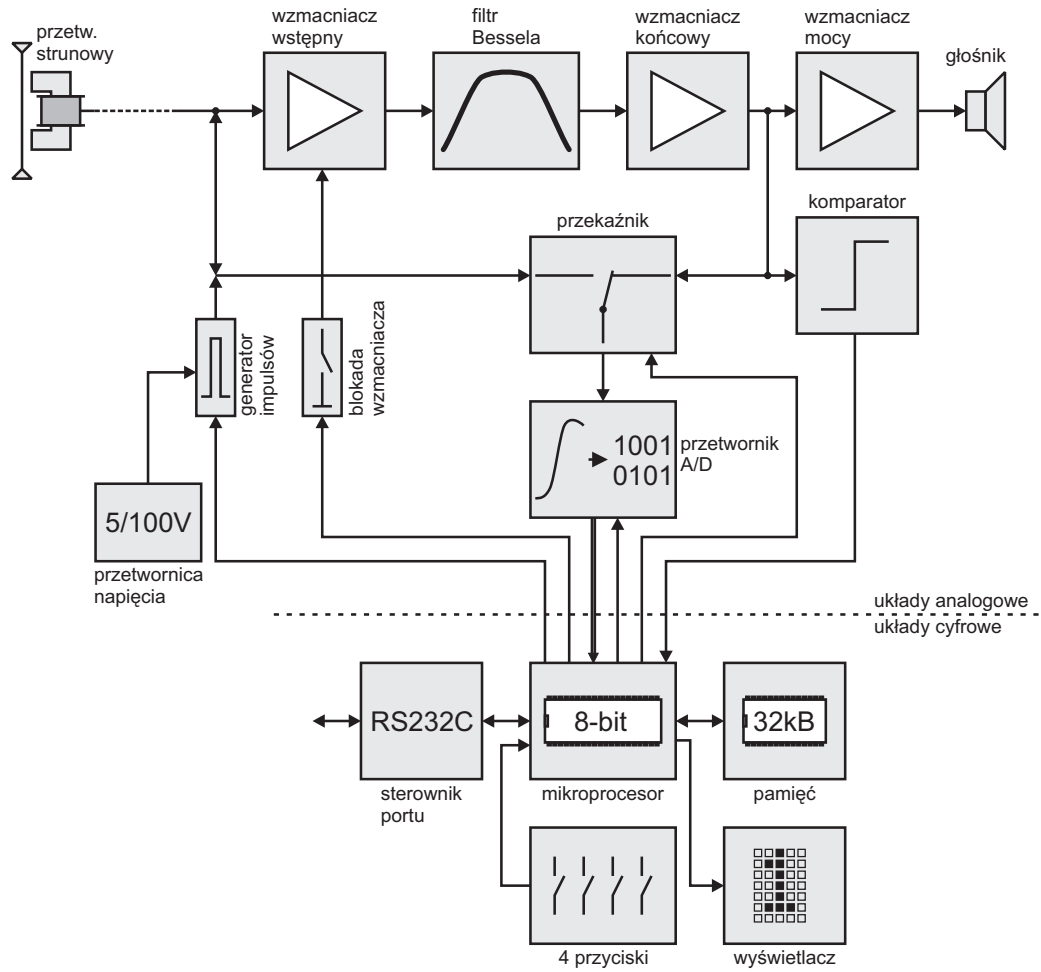 przetw.
strunowy
wzmacniacz
wstępny
filtr
Bessela
wzmacniacz
końcowy
wzmacniacz
mocy
głośnik
przekaźnik
komparator
generator
impulsów
blokada
wzmacniacza
1001
0101
przetwornik
A/D
5/100V
przetwornica
napięcia
układy analogowe
układy cyfrowe
RS232C
sterownik
portu
8-bit
mikroprocesor
32kB
pamięć
4 przyciski
wyświetlacz